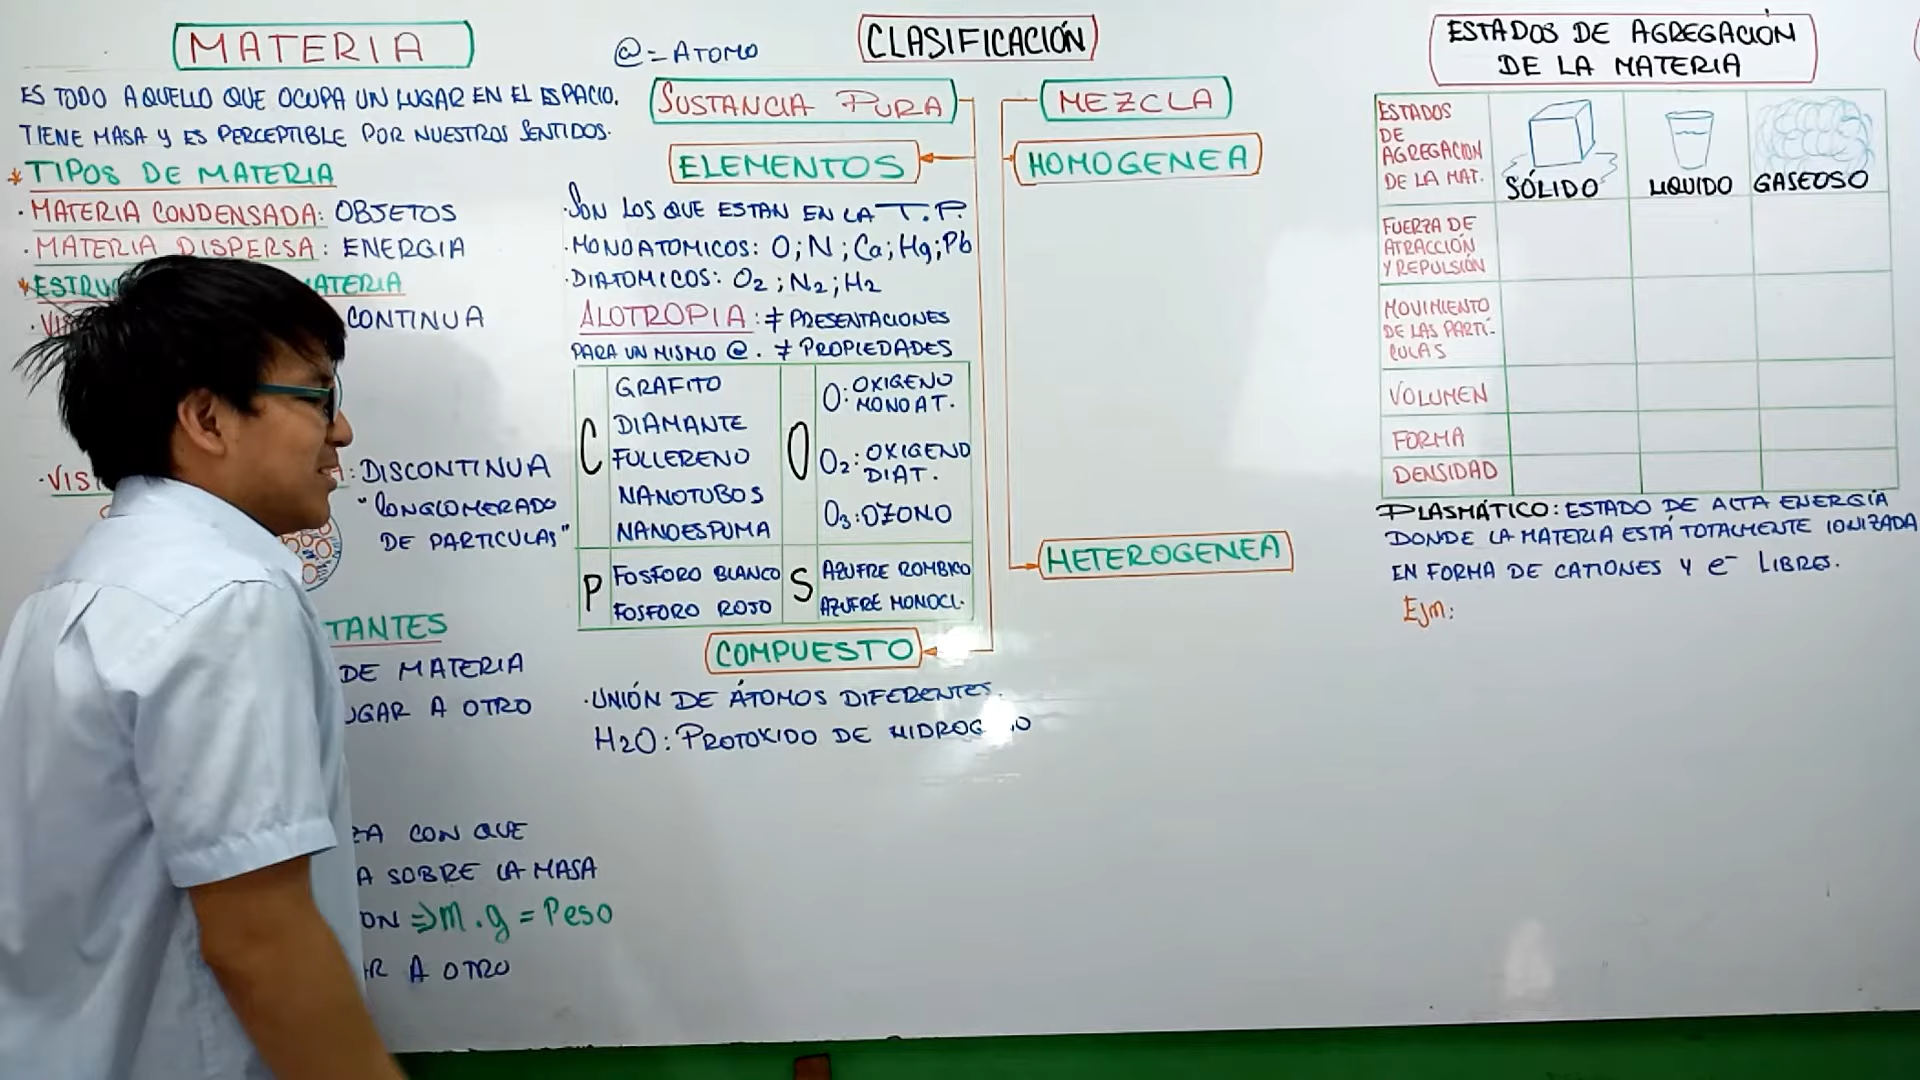 MATERIA
ES TODO AQUELLO QUE OCUPA UN LUGAR EN EL ESPACIO.
TIENE MASA Y ES PERCEPTIBLE POR NUESTROS SENTIDOS.
* TIPOS DE MATERIA
· MATERIA CONDENSADA: OBJETOS
· MATERIA DISPERSA: ENERGIA
CONTINUA
: DISCONTINUA
"CONGLOMERADO
DE PARTICULAS"
DE MATERIA
A OTRO
CON QUE
A SOBRE LA MASA
⇒ m.g = Peso
A OTRO
@ = ATOMO
CLASIFICACIÓN
SUSTANCIA PURA
ELEMENTOS
· SON LOS QUE ESTAN EN LA T.P.
· MONOATOMICOS: O; N; Ca; Hg; Pb
· DIATOMICOS: O2; N2; H2
ALOTROPIA: ≠ PRESENTACIONES
PARA UN MISMO @. ≠ PROPIEDADES
C
GRAFITO
DIAMANTE
FULLERENO
NANOTUBOS
NANOESPUMA
O
O: OXIGENO
MONOAT.
O2: OXIGENO
DIAT.
O3: OZONO
P
FOSFORO BLANCO
FOSFORO ROJO
S
AZUFRE ROMBICO
AZUFRE MONOCL.
COMPUESTO
· UNIÓN DE ÁTOMOS DIFERENTES.
H2O: PROTOXIDO DE
MEZCLA
HOMOGENEA
HETEROGENEA
ESTADOS DE AGREGACIÓN
DE LA MATERIA
ESTADOS
DE
AGREGACION
DE LA MAT.
SÓLIDO
LIQUIDO
GASEOSO
FUERZA DE
ATRACCIÓN
Y REPULSIÓN
MOVIMIENTO
DE LAS PARTÍ-
CULAS
VOLUMEN
FORMA
DENSIDAD
PLASMÁTICO: ESTADO DE ALTA ENERGÍA
DONDE LA MATERIA ESTÁ TOTALMENTE IONIZADA
EN FORMA DE CATIONES Y e- LIBRES.
Ejm: